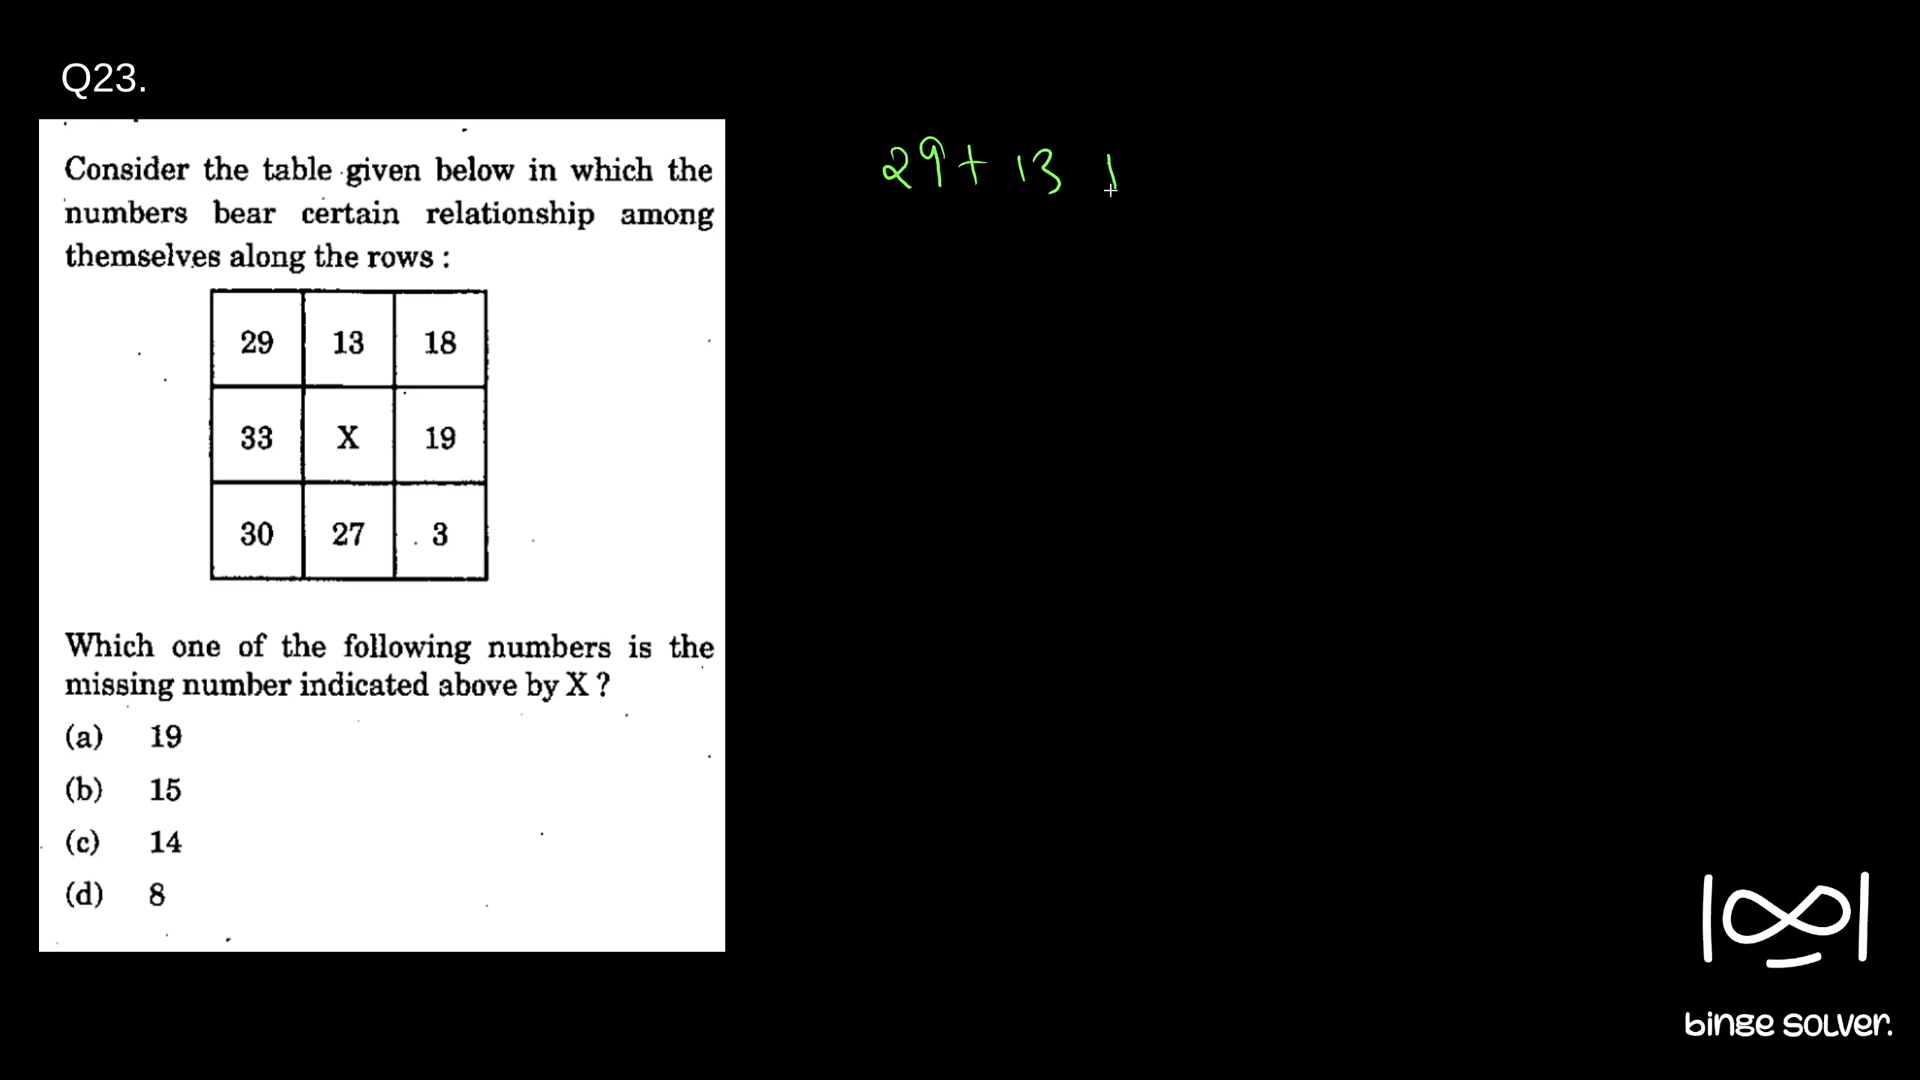 Q23.
29 + 13 1
Consider the table given below in which the
numbers bear certain relationship among
themselves along the rows :
29 13 18
33 X 19
30 27 3
Which one of the following numbers is the
missing number indicated above by X ?
(a) 19
(b) 15
(c) 14
(d) 8
binge solver.